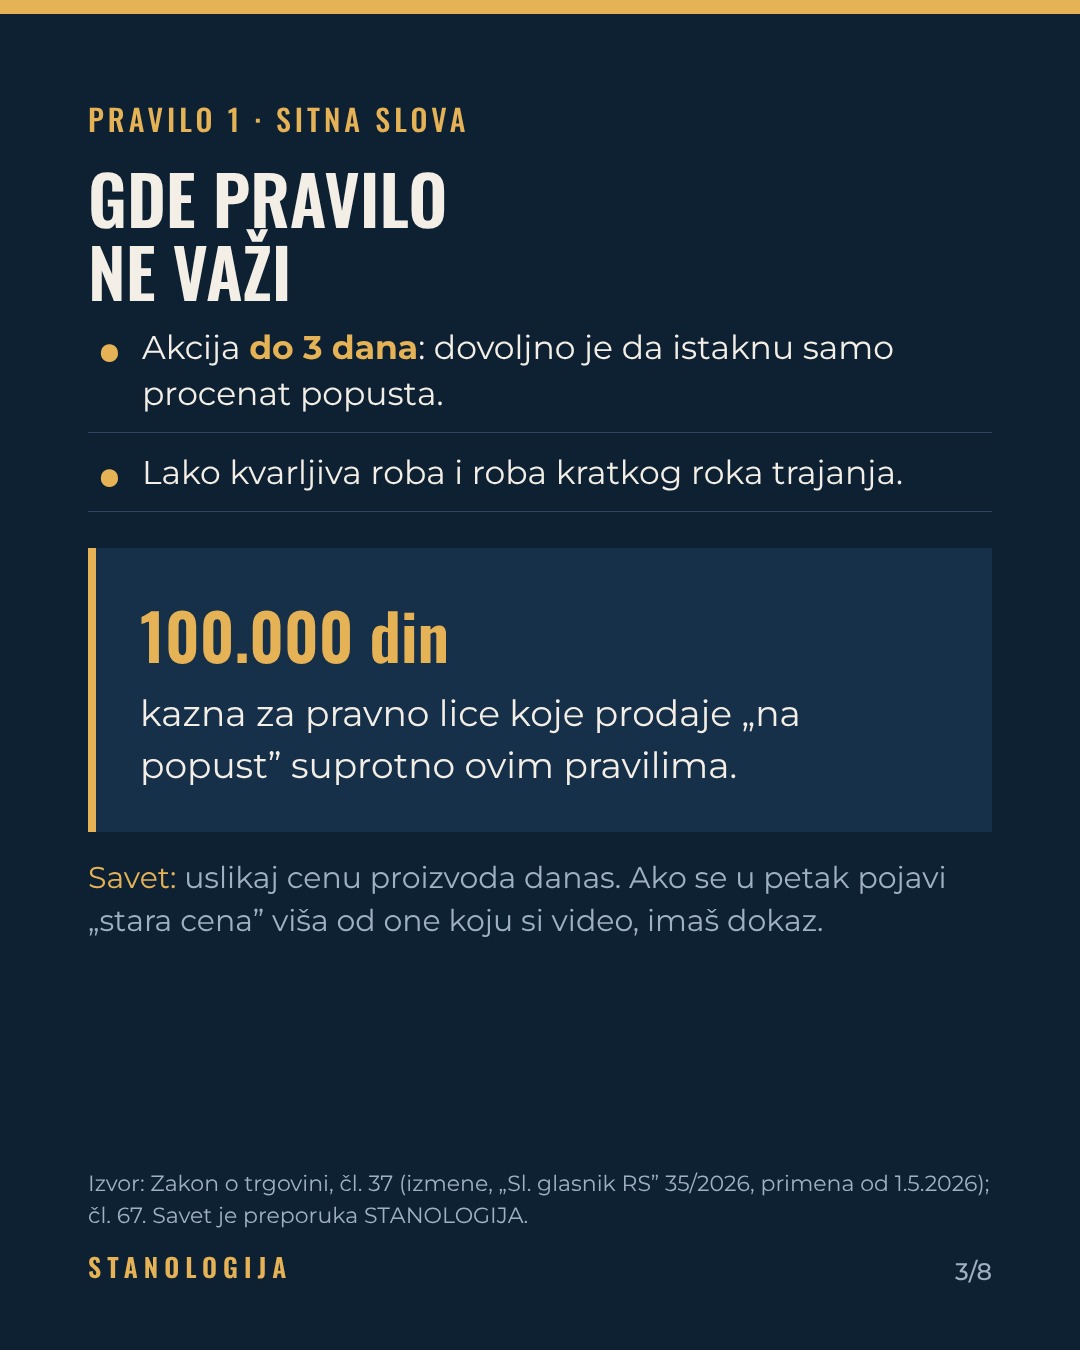 PRAVILO 1 · SITNA SLOVA
GDE PRAVILO
NE VAŽI
● Akcija do 3 dana: dovoljno je da istaknu samo
procenat popusta.
● Lako kvarljiva roba i roba kratkog roka trajanja.
100.000 din
kazna za pravno lice koje prodaje „na
popust” suprotno ovim pravilima.
Savet: uslikaj cenu proizvoda danas. Ako se u petak pojavi
„stara cena” viša od one koju si video, imaš dokaz.
Izvor: Zakon o trgovini, čl. 37 (izmene, „Sl. glasnik RS” 35/2026, primena od 1.5.2026);
čl. 67. Savet je preporuka STANOLOGIJA.
STANOLOGIJA
3/8